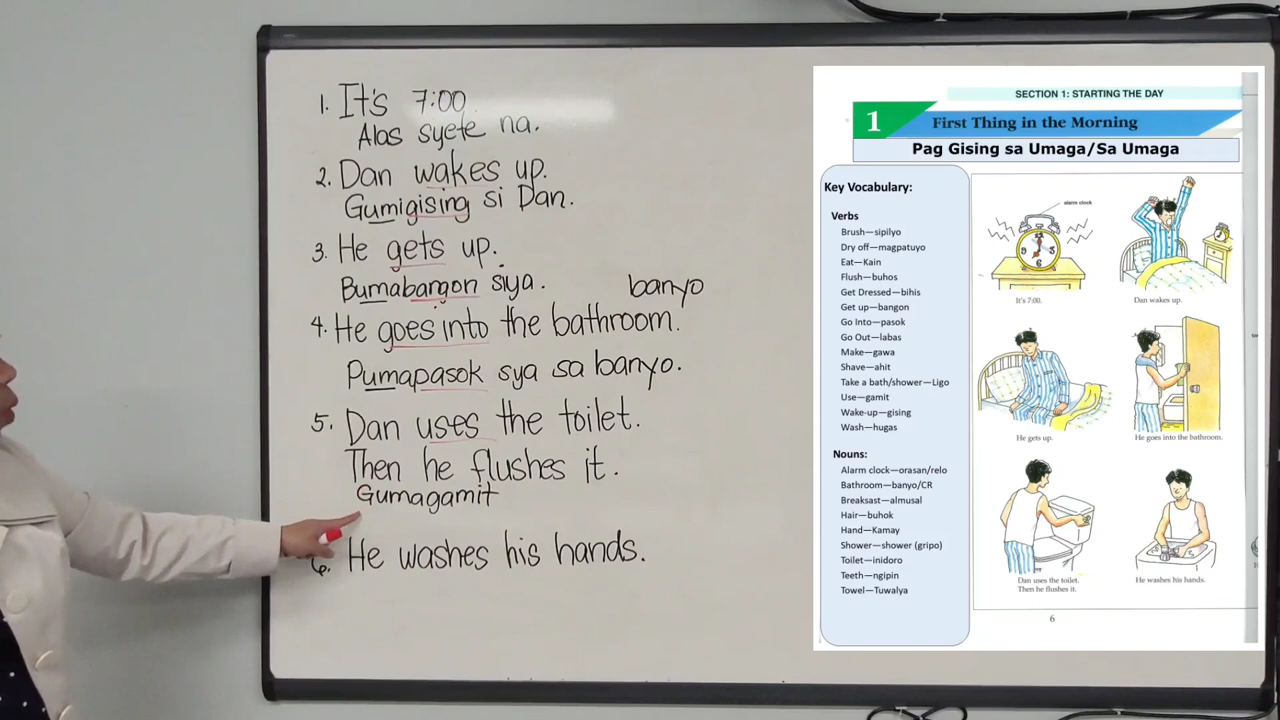 1. It's 7:00
Alas syete na.
2. Dan wakes up.
Gumigising si Dan.
3. He gets up.
Bumabangon siya.
banyo
4. He goes into the bathroom.
Pumapasok sya sa banyo.
5. Dan uses the toilet.
Then he flushes it.
Gumagamit
6. He washes his hands.
SECTION 1: STARTING THE DAY
1 First Thing in the Morning
Pag Gising sa Umaga/Sa Umaga
Key Vocabulary:
Verbs
Brush—sipilyo
Dry off—magpatuyo
Eat—Kain
Flush—buhos
Get Dressed—bihis
Get up—bangon
Go Into—pasok
Go Out—labas
Make—gawa
Shave—ahit
Take a bath/shower—Ligo
Use—gamit
Wake-up—gising
Wash—hugas
Nouns:
Alarm clock—orasan/relo
Bathroom—banyo/CR
Breaksast—almusal
Hair—buhok
Hand—Kamay
Shower—shower (gripo)
Toilet—inidoro
Teeth—ngipin
Towel—Tuwalya
alarm clock
It's 7:00.
Dan wakes up.
He gets up.
He goes into the bathroom.
Dan uses the toilet.
Then he flushes it.
He washes his hands.
6